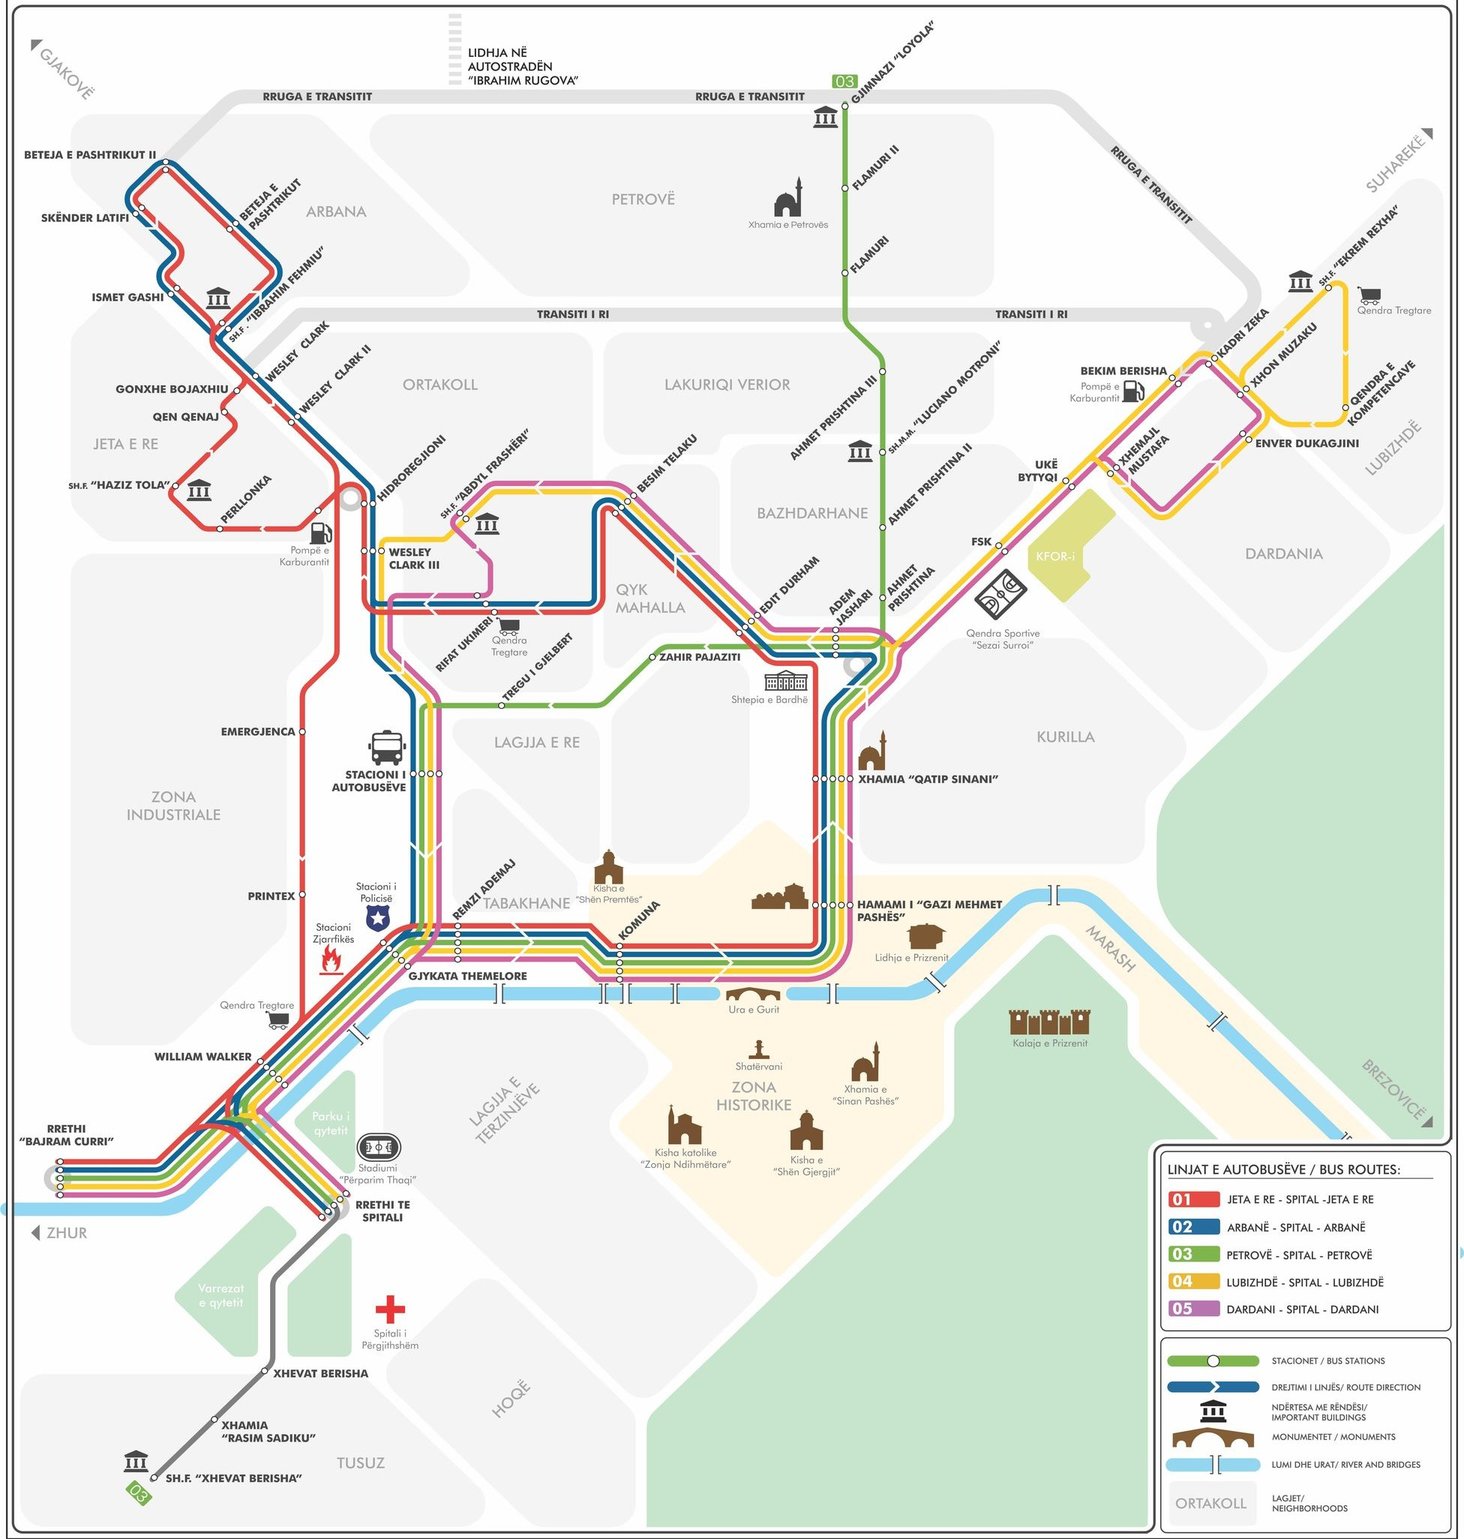 GJAKOVË
LIDHJA NË
AUTOSTRADËN
“IBRAHIM RUGOVA”
03
GJIMNAZI “LOYOLA”
RRUGA E TRANSITIT
RRUGA E TRANSITIT
RRUGA E TRANSITIT
SUHAREKË
BETEJA E PASHTRIKUT II
BETEJA E
PASHTRIKUT
SKËNDER LATIFI
ARBANA
PETROVË
Xhamia e Petrovës
FLAMURI II
FLAMURI
ISMET GASHI
SH.F. “IBRAHIM FEHMIU”
SH.F. “EKREM REXHA”
Qendra Tregtare
TRANSITI I RI
TRANSITI I RI
WESLEY CLARK
WESLEY CLARK II
KADRI ZEKA
XHON MUZAKU
QENDRA E
KOMPETENCAVE
GONXHE BOJAXHIU
QEN QENAJ
JETA E RE
ORTAKOLL
LAKURIQI VERIOR
AHMET PRISHTINA III
SH.M.M. “LUCIANO MOTRONI”
BEKIM BERISHA
Pompë e
Karburantit
LUBIZHDË
ENVER DUKAGJINI
XHEMAJL
MUSTAFA
UKË
BYTYQI
SH.F. “HAZIZ TOLA”
PERLLONKA
HIDROREGJIONI
SH.F. “ABDYL FRASHËRI”
BESIM TELAKU
BAZHDARHANE
AHMET PRISHTINA II
FSK
KFOR-i
DARDANIA
Pompë e
Karburantit
WESLEY
CLARK III
QYK
MAHALLA
EDIT DURHAM
ADEM
JASHARI
AHMET
PRISHTINA
Qendra Sportive
“Sezai Surroi”
RIFAT UKIMERI
Qendra
Tregtare
TREGU I GJELBERT
ZAHIR PAJAZITI
Shtepia e Bardhë
EMERGJENCA
LAGJJA E RE
KURILLA
STACIONI I
AUTOBUSËVE
XHAMIA “QATIP SINANI”
ZONA
INDUSTRIALE
PRINTEX
Stacioni i
Policisë
REMZI ADEMAJ
TABAKHANE
Kisha e
“Shën Premtës”
KOMUNA
HAMAMI I “GAZI MEHMET
PASHËS”
Stacioni
Zjarrfikës
Lidhja e Prizrenit
MARASH
GJYKATA THEMELORE
Qendra Tregtare
Ura e Gurit
Kalaja e Prizrenit
WILLIAM WALKER
Shatërvani
ZONA
HISTORIKE
Xhamia e
“Sinan Pashës”
LAGJJA E
TERZINJËVE
Parku i
qytetit
BREZOVICË
RRETHI
“BAJRAM CURRI”
Stadiumi
“Përparim Thaqi”
Kisha katolike
“Zonja Ndihmëtare”
Kisha e
“Shën Gjergjit”
RRETHI TE
SPITALI
ZHUR
Varrezat
e qytetit
Spitali i
Përgjithshëm
XHEVAT BERISHA
HOQË
XHAMIA
“RASIM SADIKU”
TUSUZ
SH.F. “XHEVAT BERISHA”
03
LINJAT E AUTOBUSËVE / BUS ROUTES:
01 JETA E RE - SPITAL -JETA E RE
02 ARBANË - SPITAL - ARBANË
03 PETROVË - SPITAL - PETROVË
04 LUBIZHDË - SPITAL - LUBIZHDË
05 DARDANI - SPITAL - DARDANI
STACIONET / BUS STATIONS
DREJTIMI I LINJËS/ ROUTE DIRECTION
NDËRTESA ME RËNDËSI/
IMPORTANT BUILDINGS
MONUMENTET / MONUMENTS
LUMI DHE URAT/ RIVER AND BRIDGES
ORTAKOLL
LAGJET/
NEIGHBORHOODS